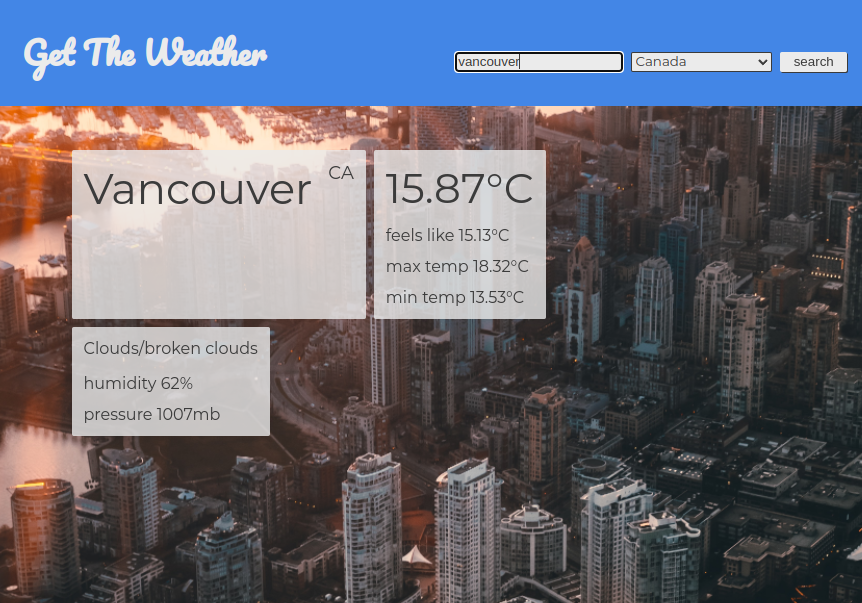 Get The Weather
vancouver
Canada
search
Vancouver CA
15.87°C
feels like 15.13°C
max temp 18.32°C
min temp 13.53°C
Clouds/broken clouds
humidity 62%
pressure 1007mb